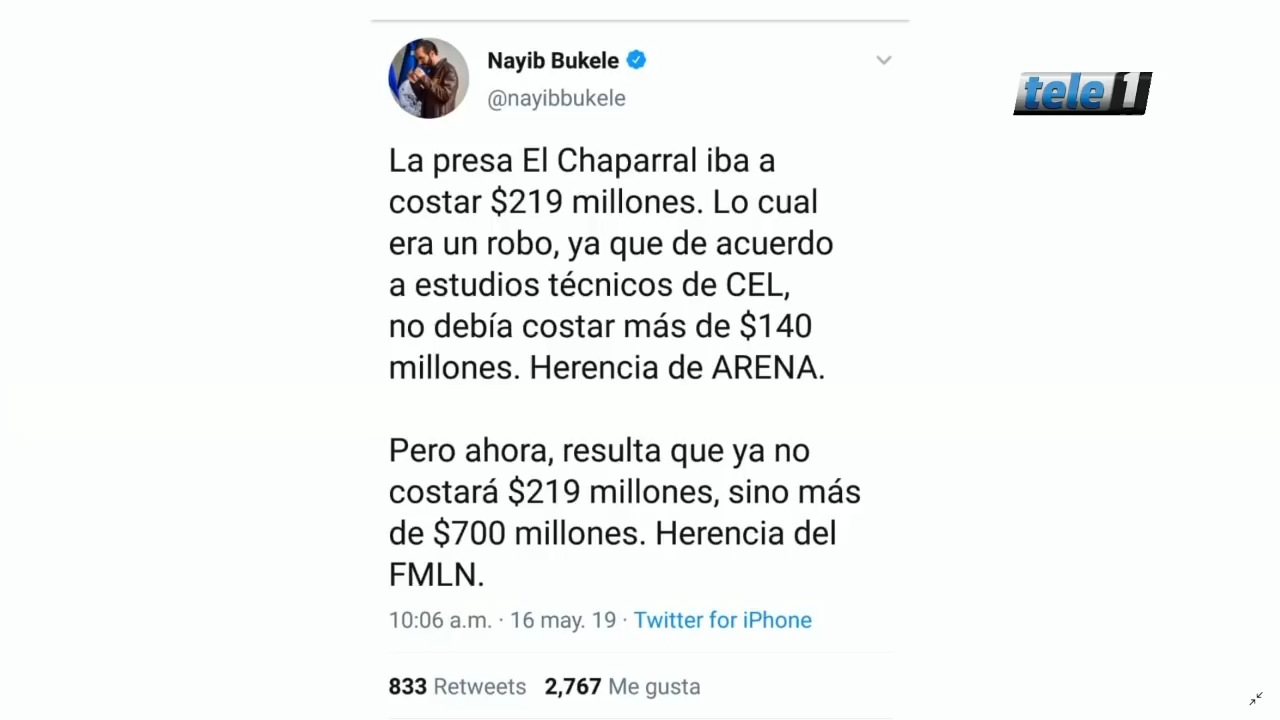 Nayib Bukele
@nayibbukele
tele 1
La presa El Chaparral iba a
costar $219 millones. Lo cual
era un robo, ya que de acuerdo
a estudios técnicos de CEL,
no debía costar más de $140
millones. Herencia de ARENA.
Pero ahora, resulta que ya no
costará $219 millones, sino más
de $700 millones. Herencia del
FMLN.
10:06 a.m. · 16 may. 19 · Twitter for iPhone
833 Retweets 2,767 Me gusta